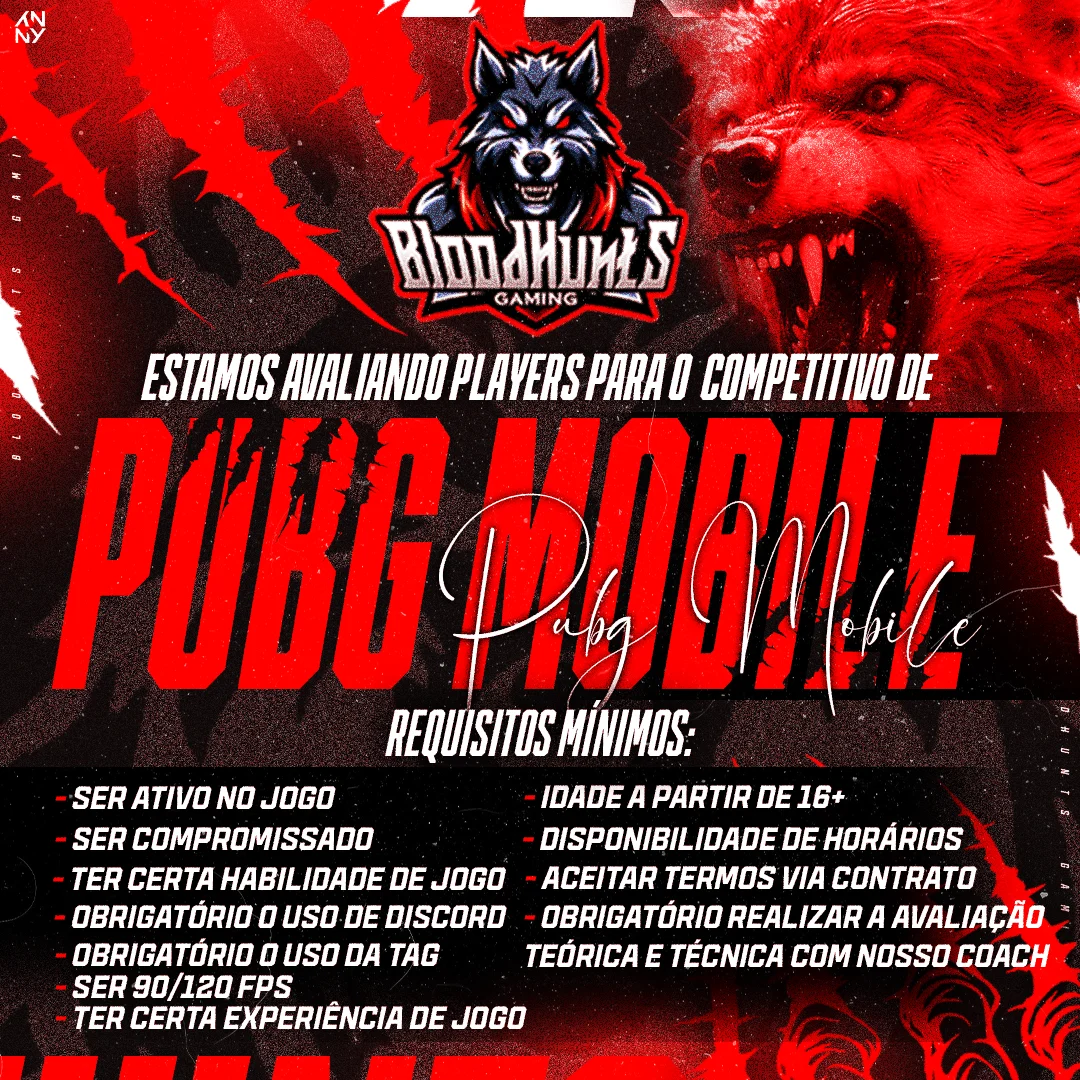 ANNY
BLOODHUNTS
GAMING
ESTAMOS AVALIANDO PLAYERS PARA O COMPETITIVO DE
PUBG MOBILE
Pubg Mobile
REQUISITOS MÍNIMOS:
- SER ATIVO NO JOGO
- SER COMPROMISSADO
- TER CERTA HABILIDADE DE JOGO
- OBRIGATÓRIO O USO DE DISCORD
- OBRIGATÓRIO O USO DA TAG
- SER 90/120 FPS
- TER CERTA EXPERIÊNCIA DE JOGO
- IDADE A PARTIR DE 16+
- DISPONIBILIDADE DE HORÁRIOS
- ACEITAR TERMOS VIA CONTRATO
- OBRIGATÓRIO REALIZAR A AVALIAÇÃO
TEÓRICA E TÉCNICA COM NOSSO COACH